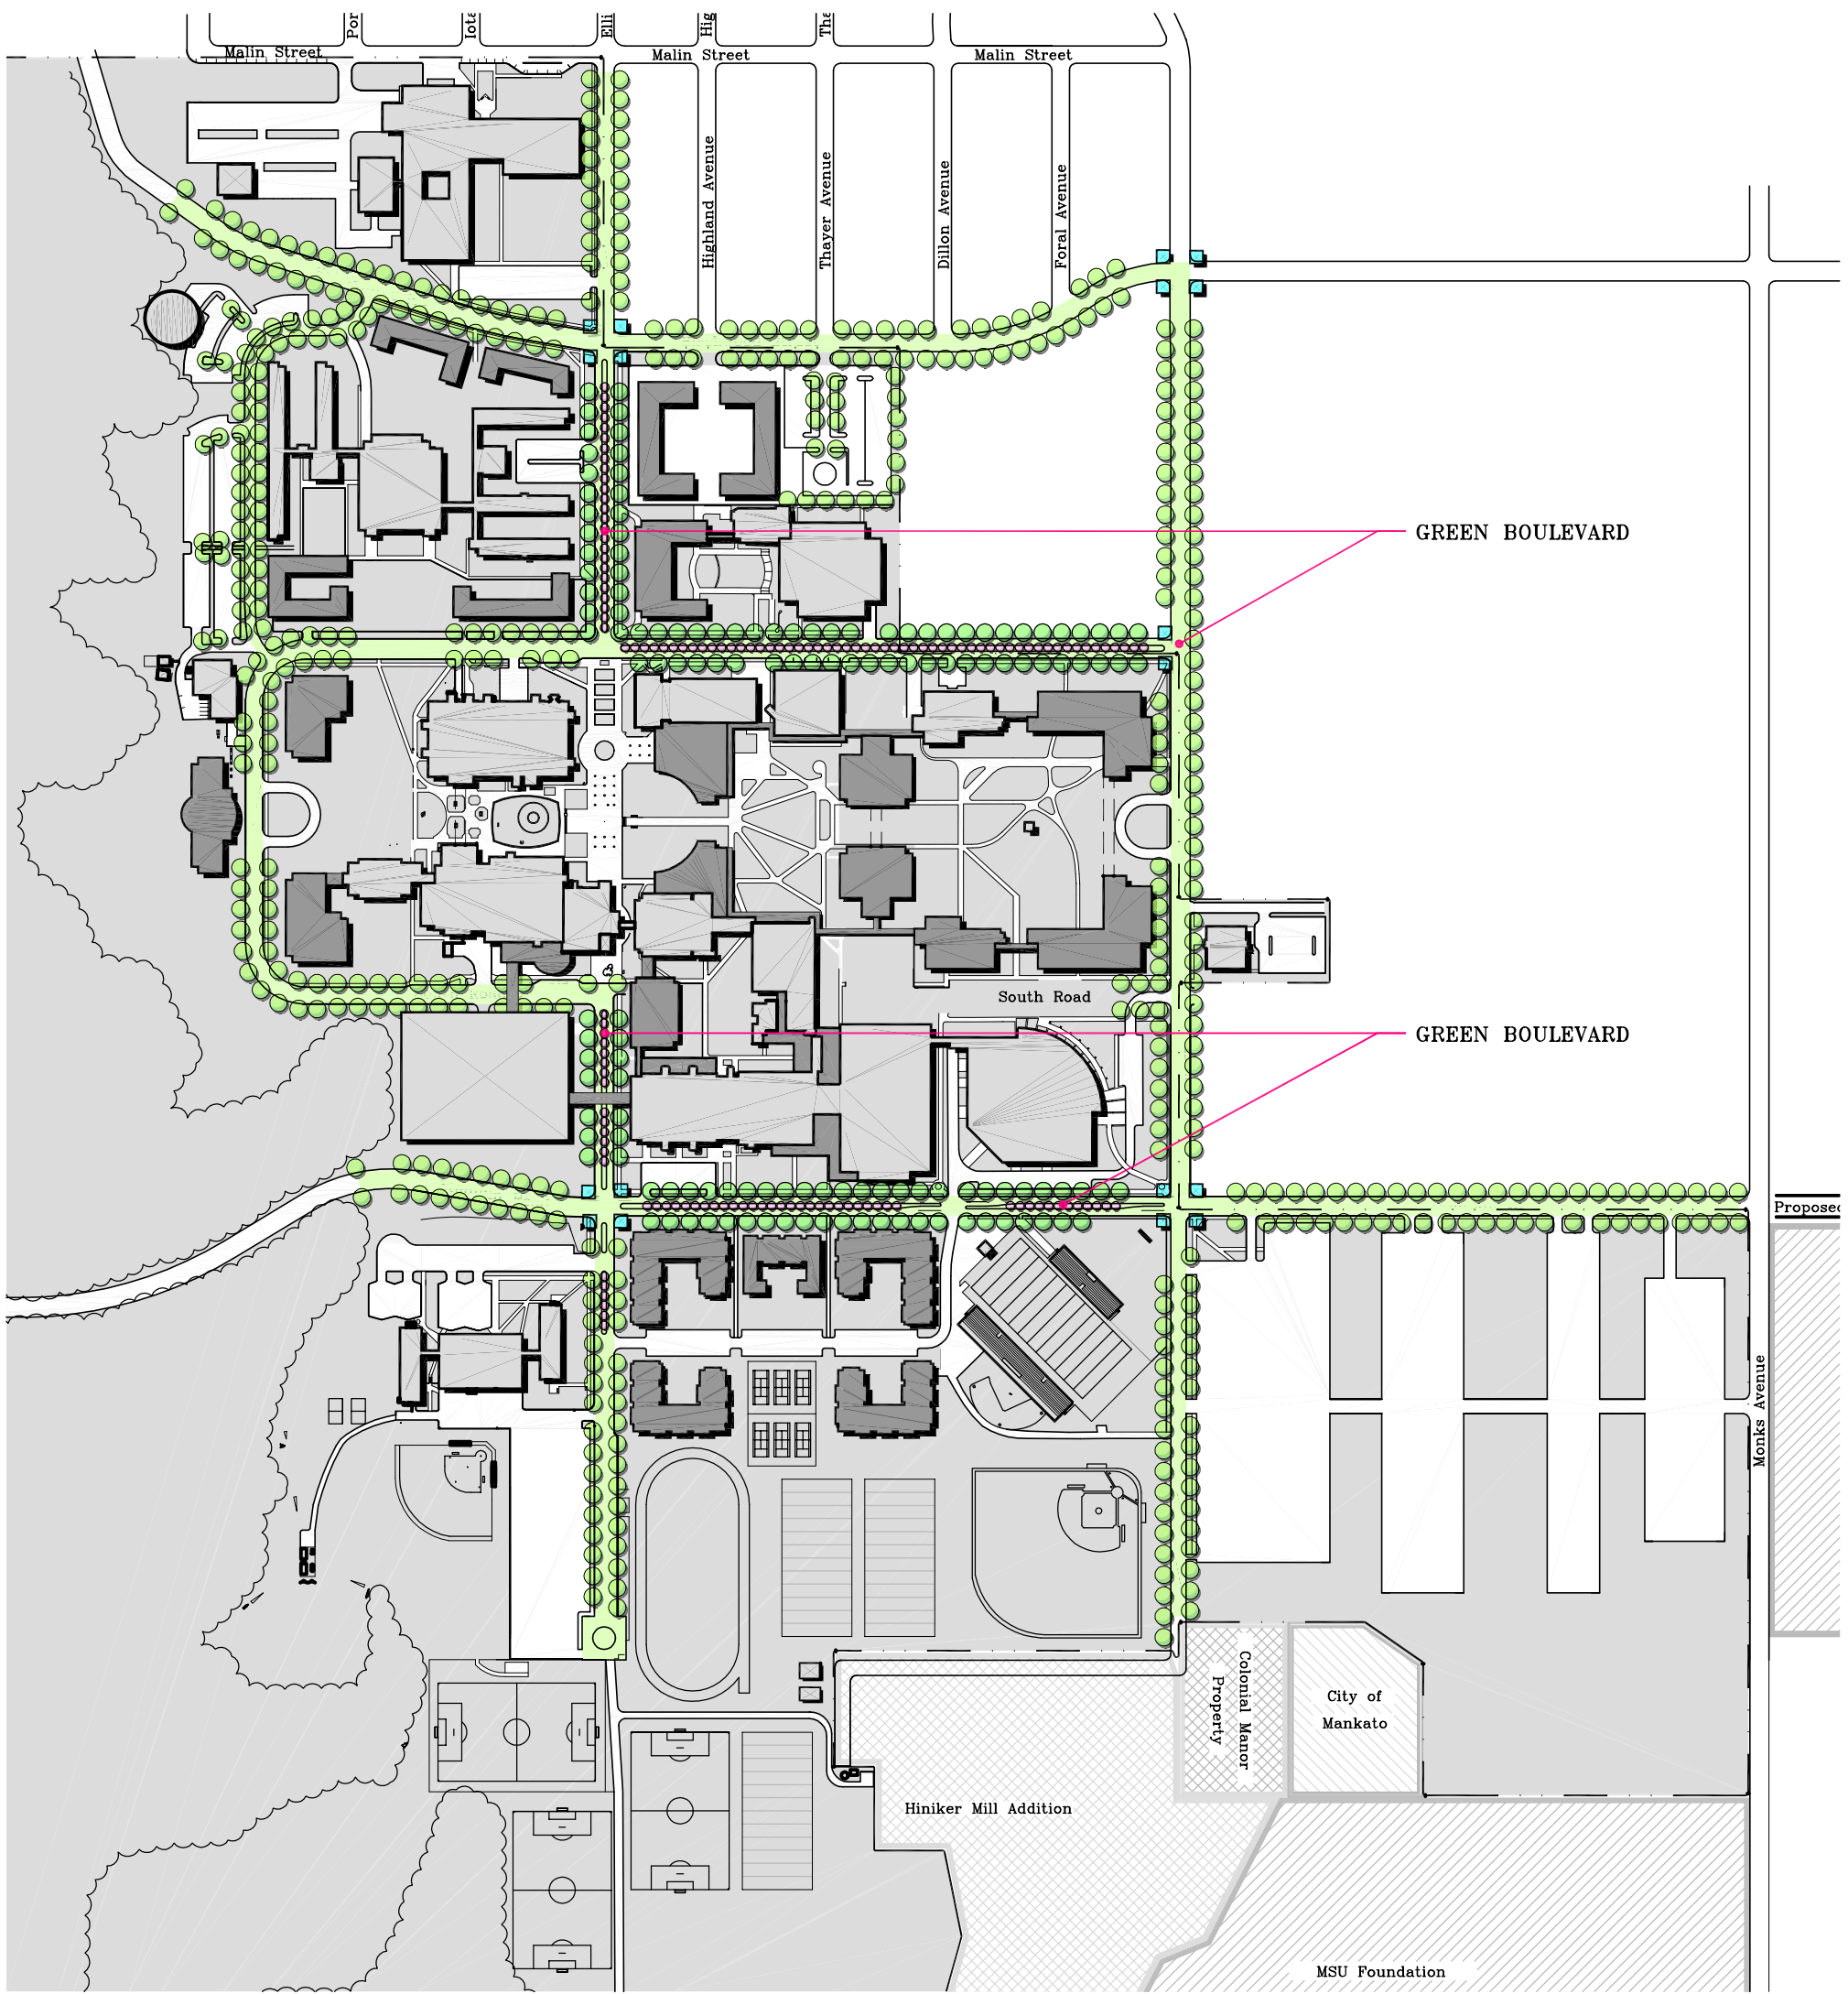 Malin Street
Malin Street
Malin Street
Highland Avenue
Thayer Avenue
Dillon Avenue
Foral Avenue
GREEN BOULEVARD
South Road
GREEN BOULEVARD
Proposed
Monks Avenue
Colonial Manor
Property
City of
Mankato
Hiniker Mill Addition
MSU Foundation